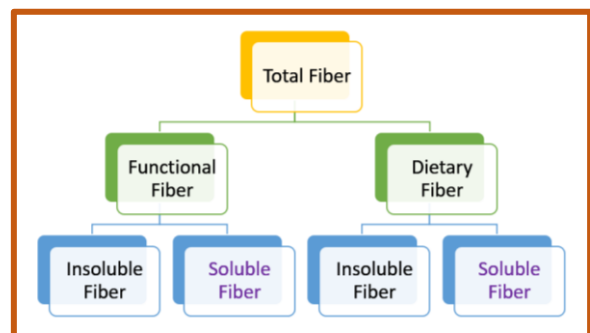 Total Fiber
Functional
Fiber
Dietary
Fiber
Insoluble
Fiber
Soluble
Fiber
Insoluble
Fiber
Soluble
Fiber